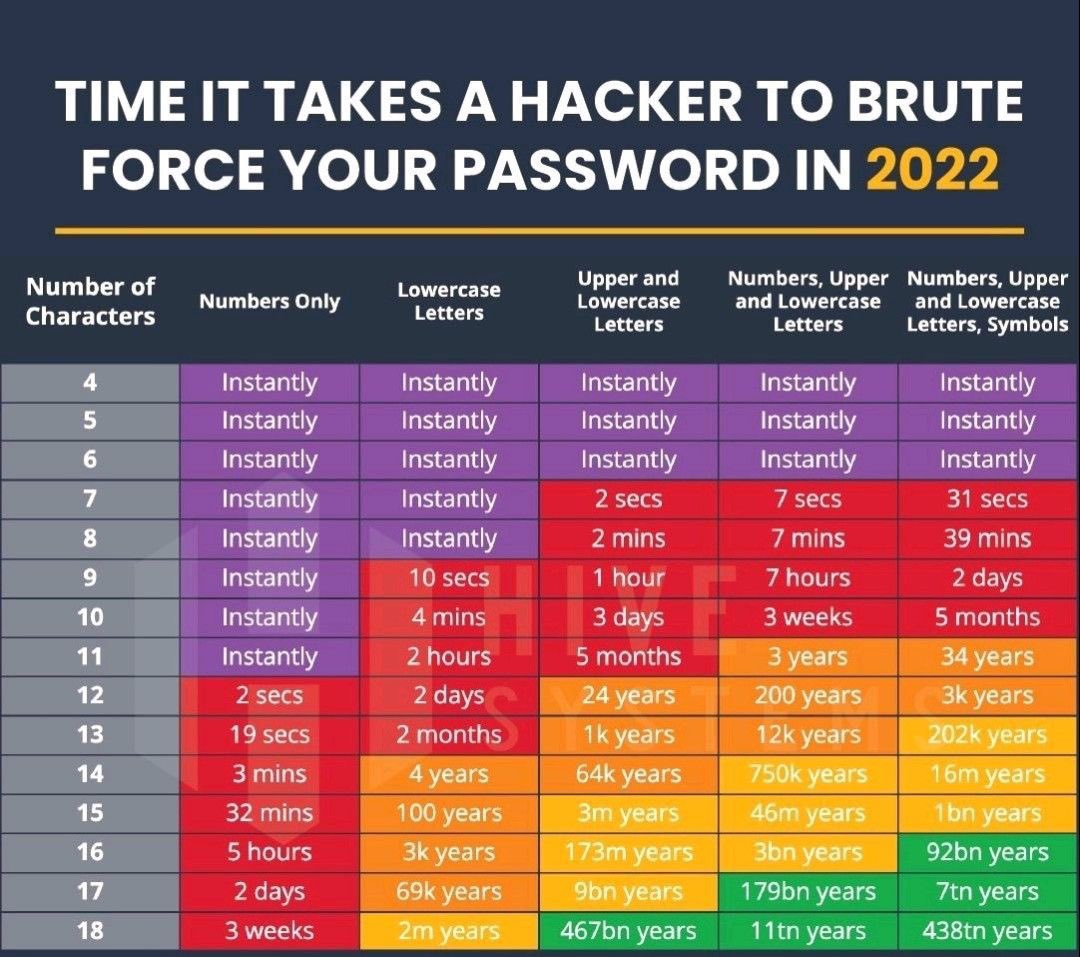 TIME IT TAKES A HACKER TO BRUTE
FORCE YOUR PASSWORD IN 2022
Number of Characters Numbers Only Lowercase Letters Upper and Lowercase Letters Numbers, Upper and Lowercase Letters Numbers, Upper and Lowercase Letters, Symbols
4 Instantly Instantly Instantly Instantly Instantly
5 Instantly Instantly Instantly Instantly Instantly
6 Instantly Instantly Instantly Instantly Instantly
7 Instantly Instantly 2 secs 7 secs 31 secs
8 Instantly Instantly 2 mins 7 mins 39 mins
9 Instantly 10 secs 1 hour 7 hours 2 days
10 Instantly 4 mins 3 days 3 weeks 5 months
11 Instantly 2 hours 5 months 3 years 34 years
12 2 secs 2 days 24 years 200 years 3k years
13 19 secs 2 months 1k years 12k years 202k years
14 3 mins 4 years 64k years 750k years 16m years
15 32 mins 100 years 3m years 46m years 1bn years
16 5 hours 3k years 173m years 3bn years 92bn years
17 2 days 69k years 9bn years 179bn years 7tn years
18 3 weeks 2m years 467bn years 11tn years 438tn years
HIVE
SYSTEMS